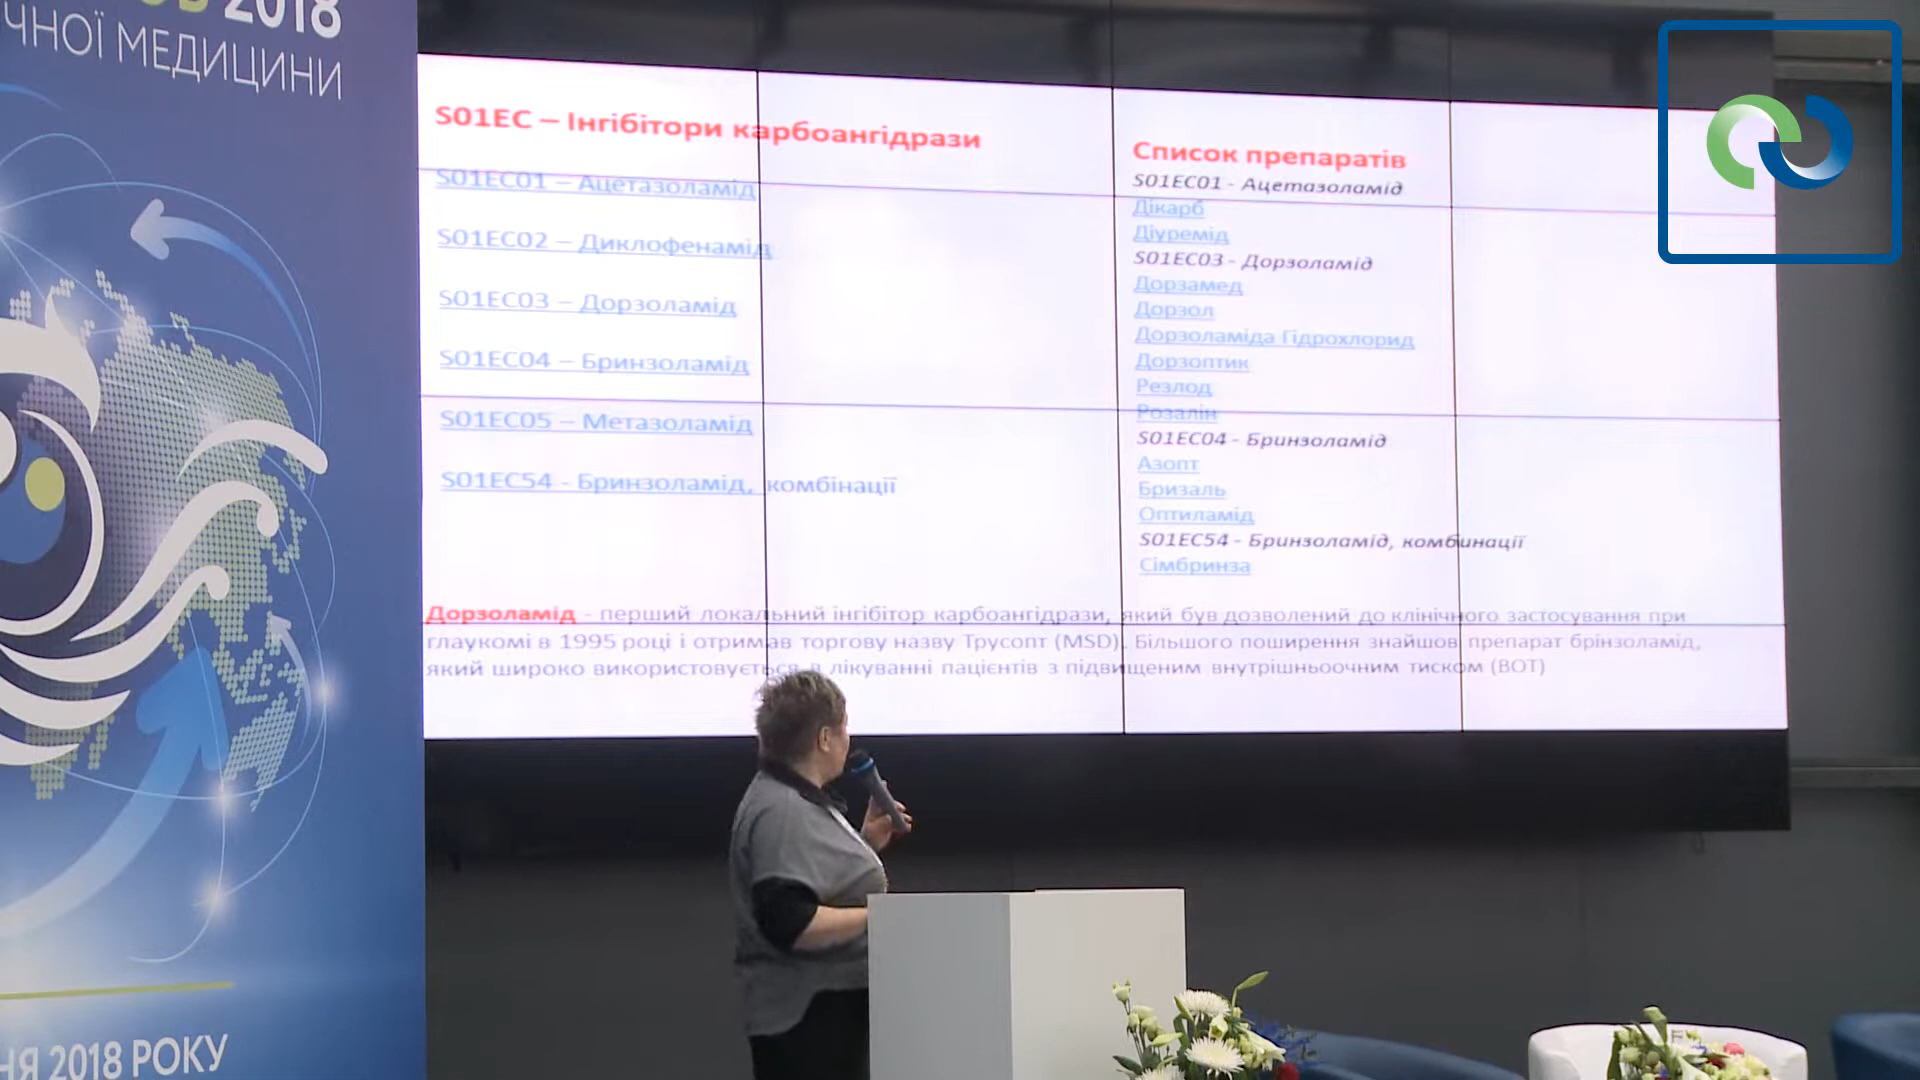 2018
ЧНОЇ МЕДИЦИНИ
НЯ 2018 РОКУ
S01EC – Інгібітори карбоангідрази
S01EC01 – Ацетазоламід
S01EC02 – Диклофенамід
S01EC03 – Дорзоламід
S01EC04 – Бринзоламід
S01EC05 – Метазоламід
S01EC54 - Бринзоламід, комбінації
Список препаратів
S01EC01 - Ацетазоламід
Дікарб
Діуремід
S01EC03 - Дорзоламід
Дорзамед
Дорзол
Дорзоламіда Гідрохлорид
Дорзоптик
Резлод
Розалін
S01EC04 - Бринзоламід
Азопт
Бризаль
Оптиламід
S01EC54 - Бринзоламід, комбинації
Сімбринза
Дорзоламід - перший локальний інгібітор карбоангідрази, який був дозволений до клінічного застосування при
глаукомі в 1995 році і отримав торгову назву Трусопт (MSD). Більшого поширення знайшов препарат брінзоламід,
який широко використовується в лікуванні пацієнтів з підвищеним внутрішньоочним тиском (ВОТ)